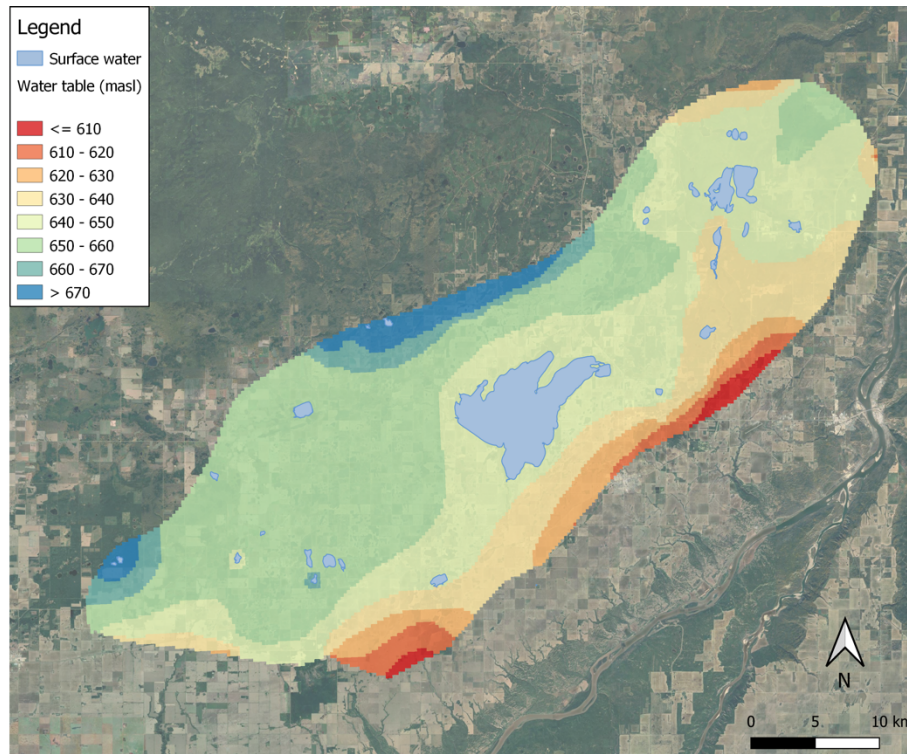 Legend
Surface water
Water table (masl)
<= 610
610 - 620
620 - 630
630 - 640
640 - 650
650 - 660
660 - 670
> 670
N
0 5 10 km